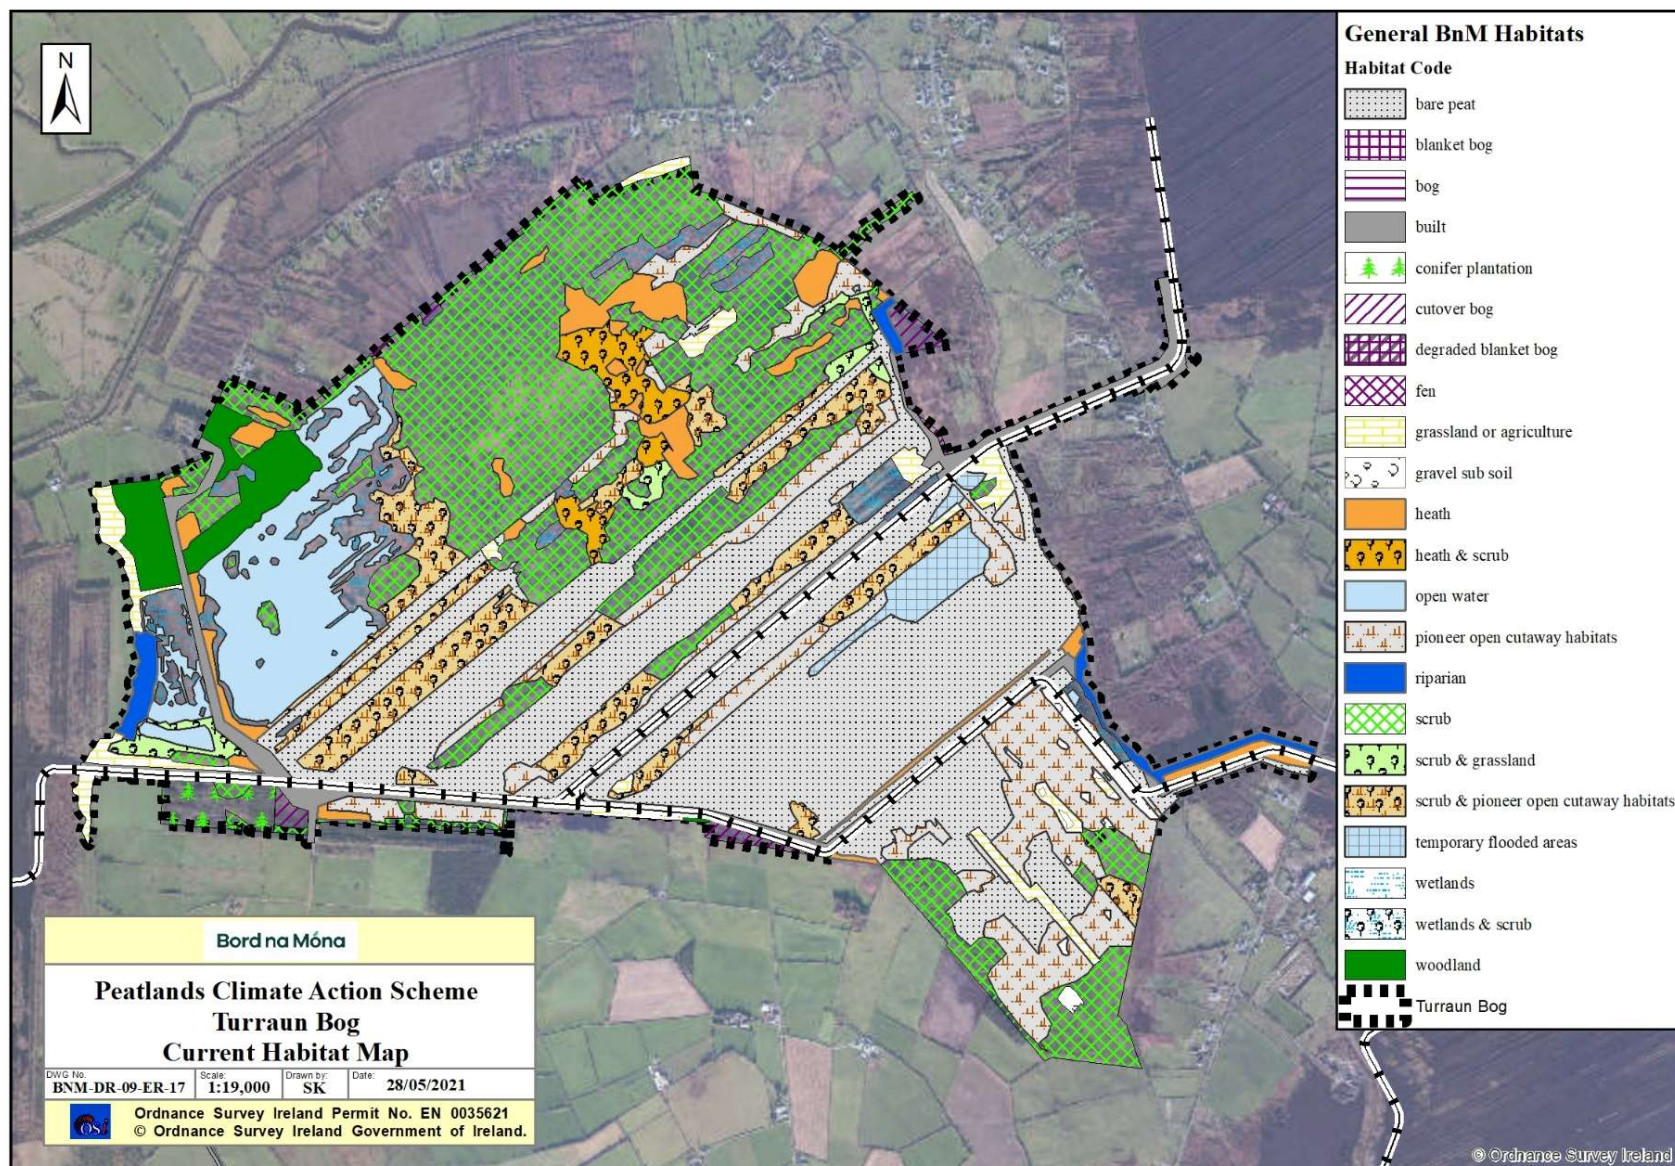 N
General BnM Habitats
Habitat Code
bare peat
blanket bog
bog
built
conifer plantation
cutover bog
degraded blanket bog
fen
grassland or agriculture
gravel sub soil
heath
heath & scrub
open water
pioneer open cutaway habitats
riparian
scrub
scrub & grassland
scrub & pioneer open cutaway habitats
temporary flooded areas
wetlands
wetlands & scrub
woodland
Turraun Bog
Bord na Móna
Peatlands Climate Action Scheme
Turraun Bog
Current Habitat Map
DWG No. BNM-DR-09-ER-17 Scale: 1:19,000 Drawn by: SK Date: 28/05/2021
OSi
Ordnance Survey Ireland Permit No. EN 0035621
© Ordnance Survey Ireland Government of Ireland.
© Ordnance Survey Ireland